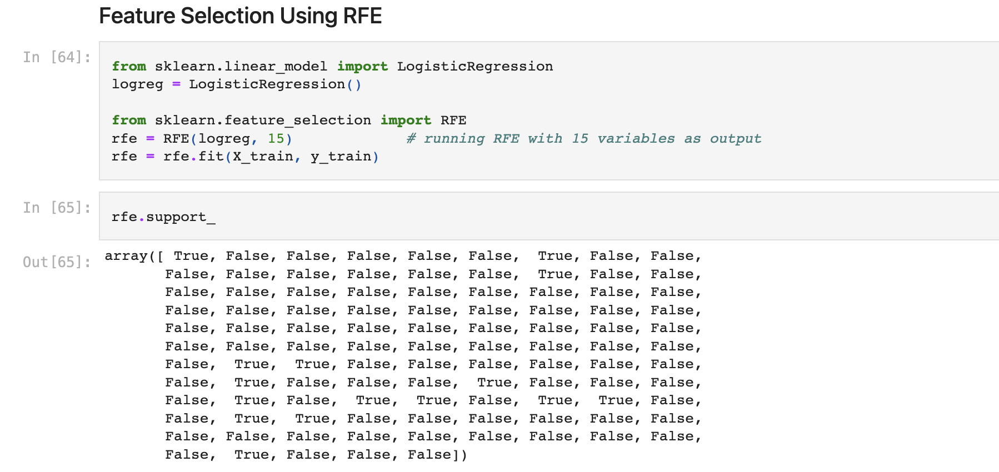 Feature Selection Using RFE
In [64]:
from sklearn.linear_model import LogisticRegression
logreg = LogisticRegression()
from sklearn.feature_selection import RFE
rfe = RFE(logreg, 15)             # running RFE with 15 variables as output
rfe = rfe.fit(X_train, y_train)
In [65]:
rfe.support_
Out[65]:
array([ True, False, False, False, False, False,  True, False, False,
       False, False, False, False, False, False,  True, False, False,
       False, False, False, False, False, False, False, False, False,
       False, False, False, False, False, False, False, False, False,
       False, False, False, False, False, False, False, False, False,
       False, False, False, False, False, False, False, False, False,
       False,  True,  True, False, False, False, False, False, False,
       False,  True, False, False, False,  True, False, False, False,
       False,  True, False,  True,  True, False,  True,  True, False,
       False,  True,  True, False, False, False, False, False, False,
       False, False, False, False, False, False, False, False, False,
       False,  True, False, False, False])